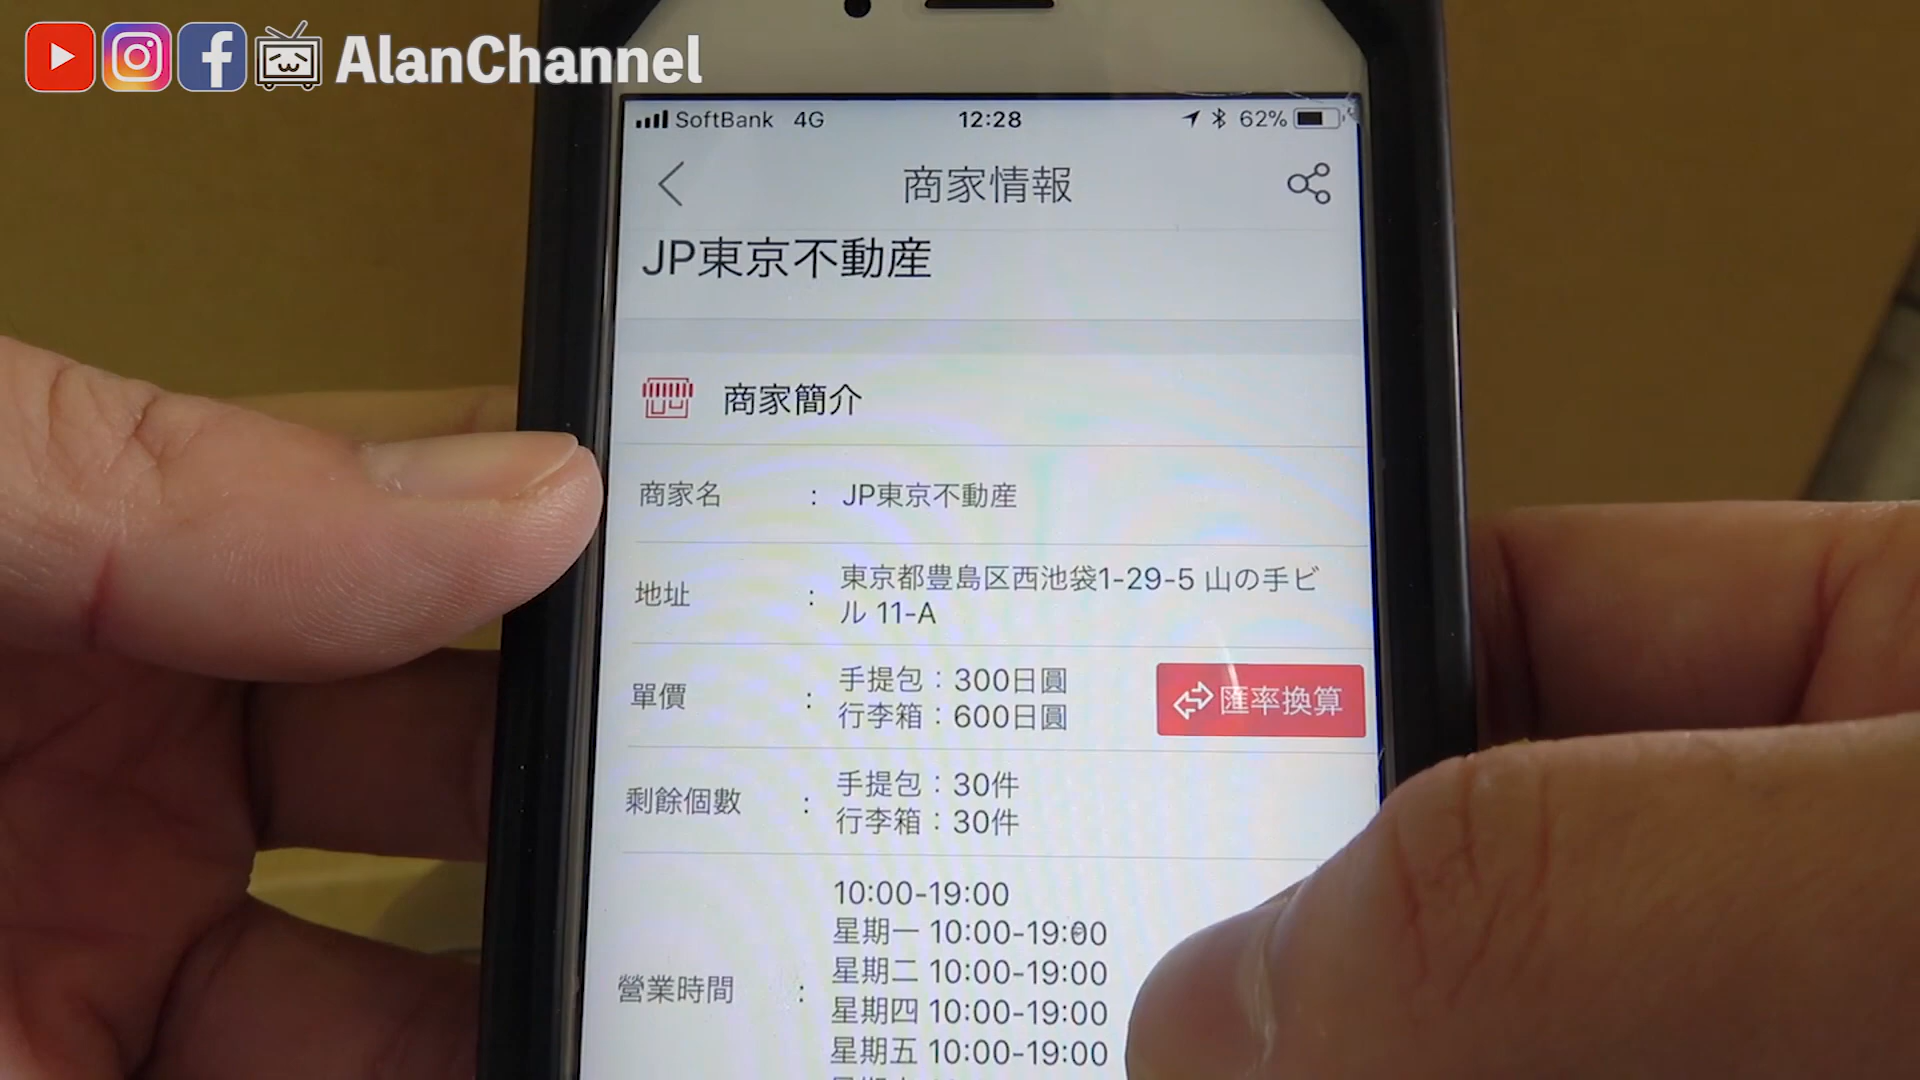 AlanChannel
SoftBank 4G 12:28 62%
商家情報
JP東京不動産
商家簡介
商家名 : JP東京不動産
地址 : 東京都豊島区西池袋1-29-5 山の手ビ
ル 11-A
單價 : 手提包：300日圓
行李箱：600日圓
匯率換算
剩餘個數 : 手提包：30件
行李箱：30件
營業時間 : 10:00-19:00
星期一 10:00-19:00
星期二 10:00-19:00
星期四 10:00-19:00
星期五 10:00-19:00